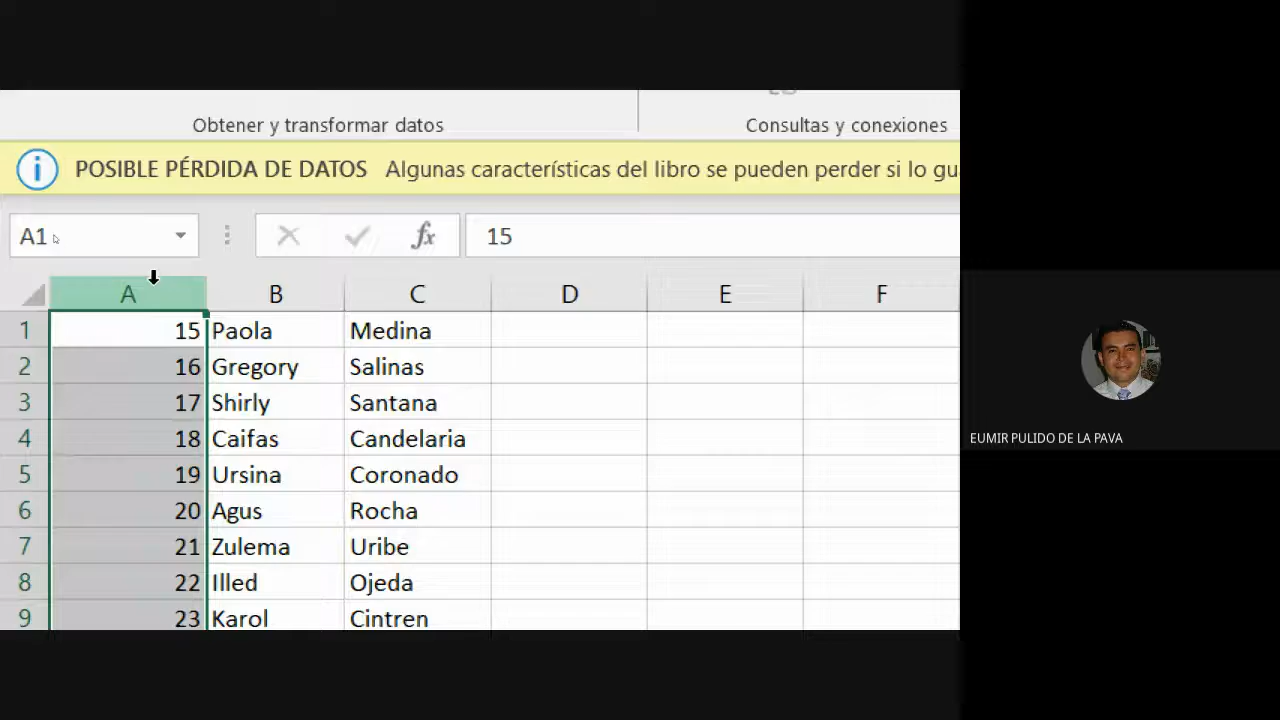 Obtener y transformar datos Consultas y conexiones
POSIBLE PÉRDIDA DE DATOS Algunas características del libro se pueden perder si lo gua
A1 fx 15
A B C D E F
1 15 Paola Medina
2 16 Gregory Salinas
3 17 Shirly Santana
4 18 Caifas Candelaria
5 19 Ursina Coronado
6 20 Agus Rocha
7 21 Zulema Uribe
8 22 Illed Ojeda
9 23 Karol Cintren
EUMIR PULIDO DE LA PAVA